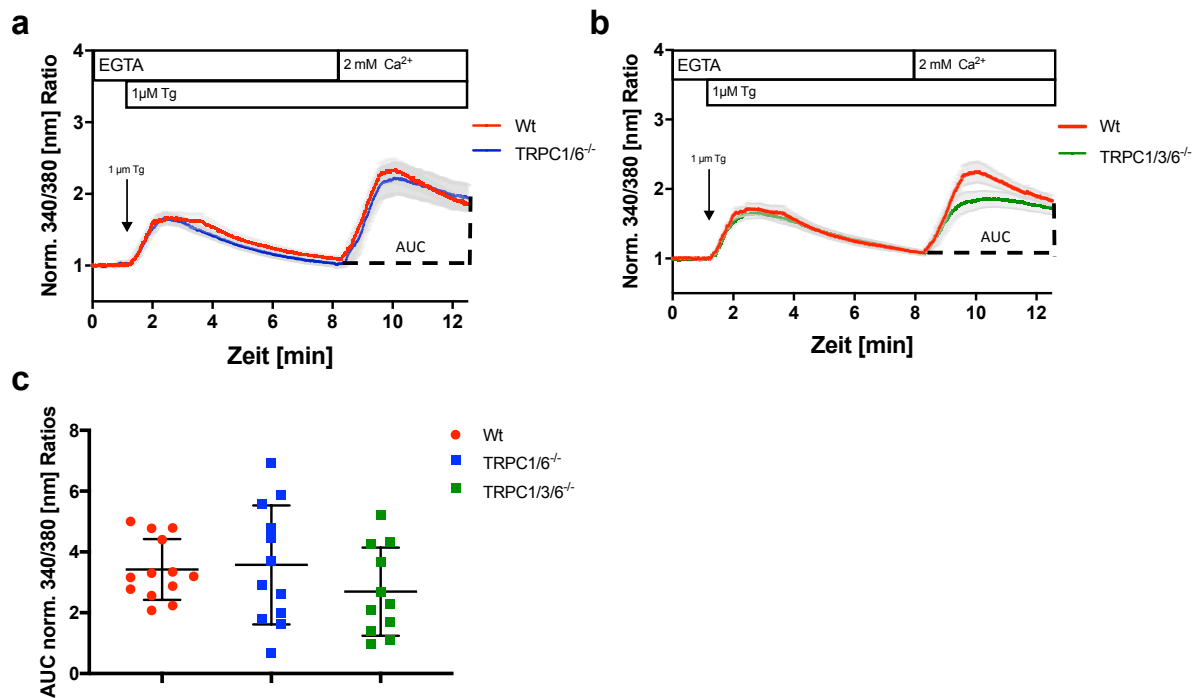 a
4
3
2
1
Norm. 340/380 [nm] Ratio
EGTA
2 mM Ca²⁺
1µM Tg
1 µm Tg
AUC
0 2 4 6 8 10 12
Zeit [min]
Wt
TRPC1/6⁻/⁻
b
4
3
2
1
Norm. 340/380 [nm] Ratio
EGTA
2 mM Ca²⁺
1µM Tg
1 µm Tg
AUC
0 2 4 6 8 10 12
Zeit [min]
Wt
TRPC1/3/6⁻/⁻
c
8
6
4
2
0
AUC norm. 340/380 [nm] Ratios
Wt
TRPC1/6⁻/⁻
TRPC1/3/6⁻/⁻